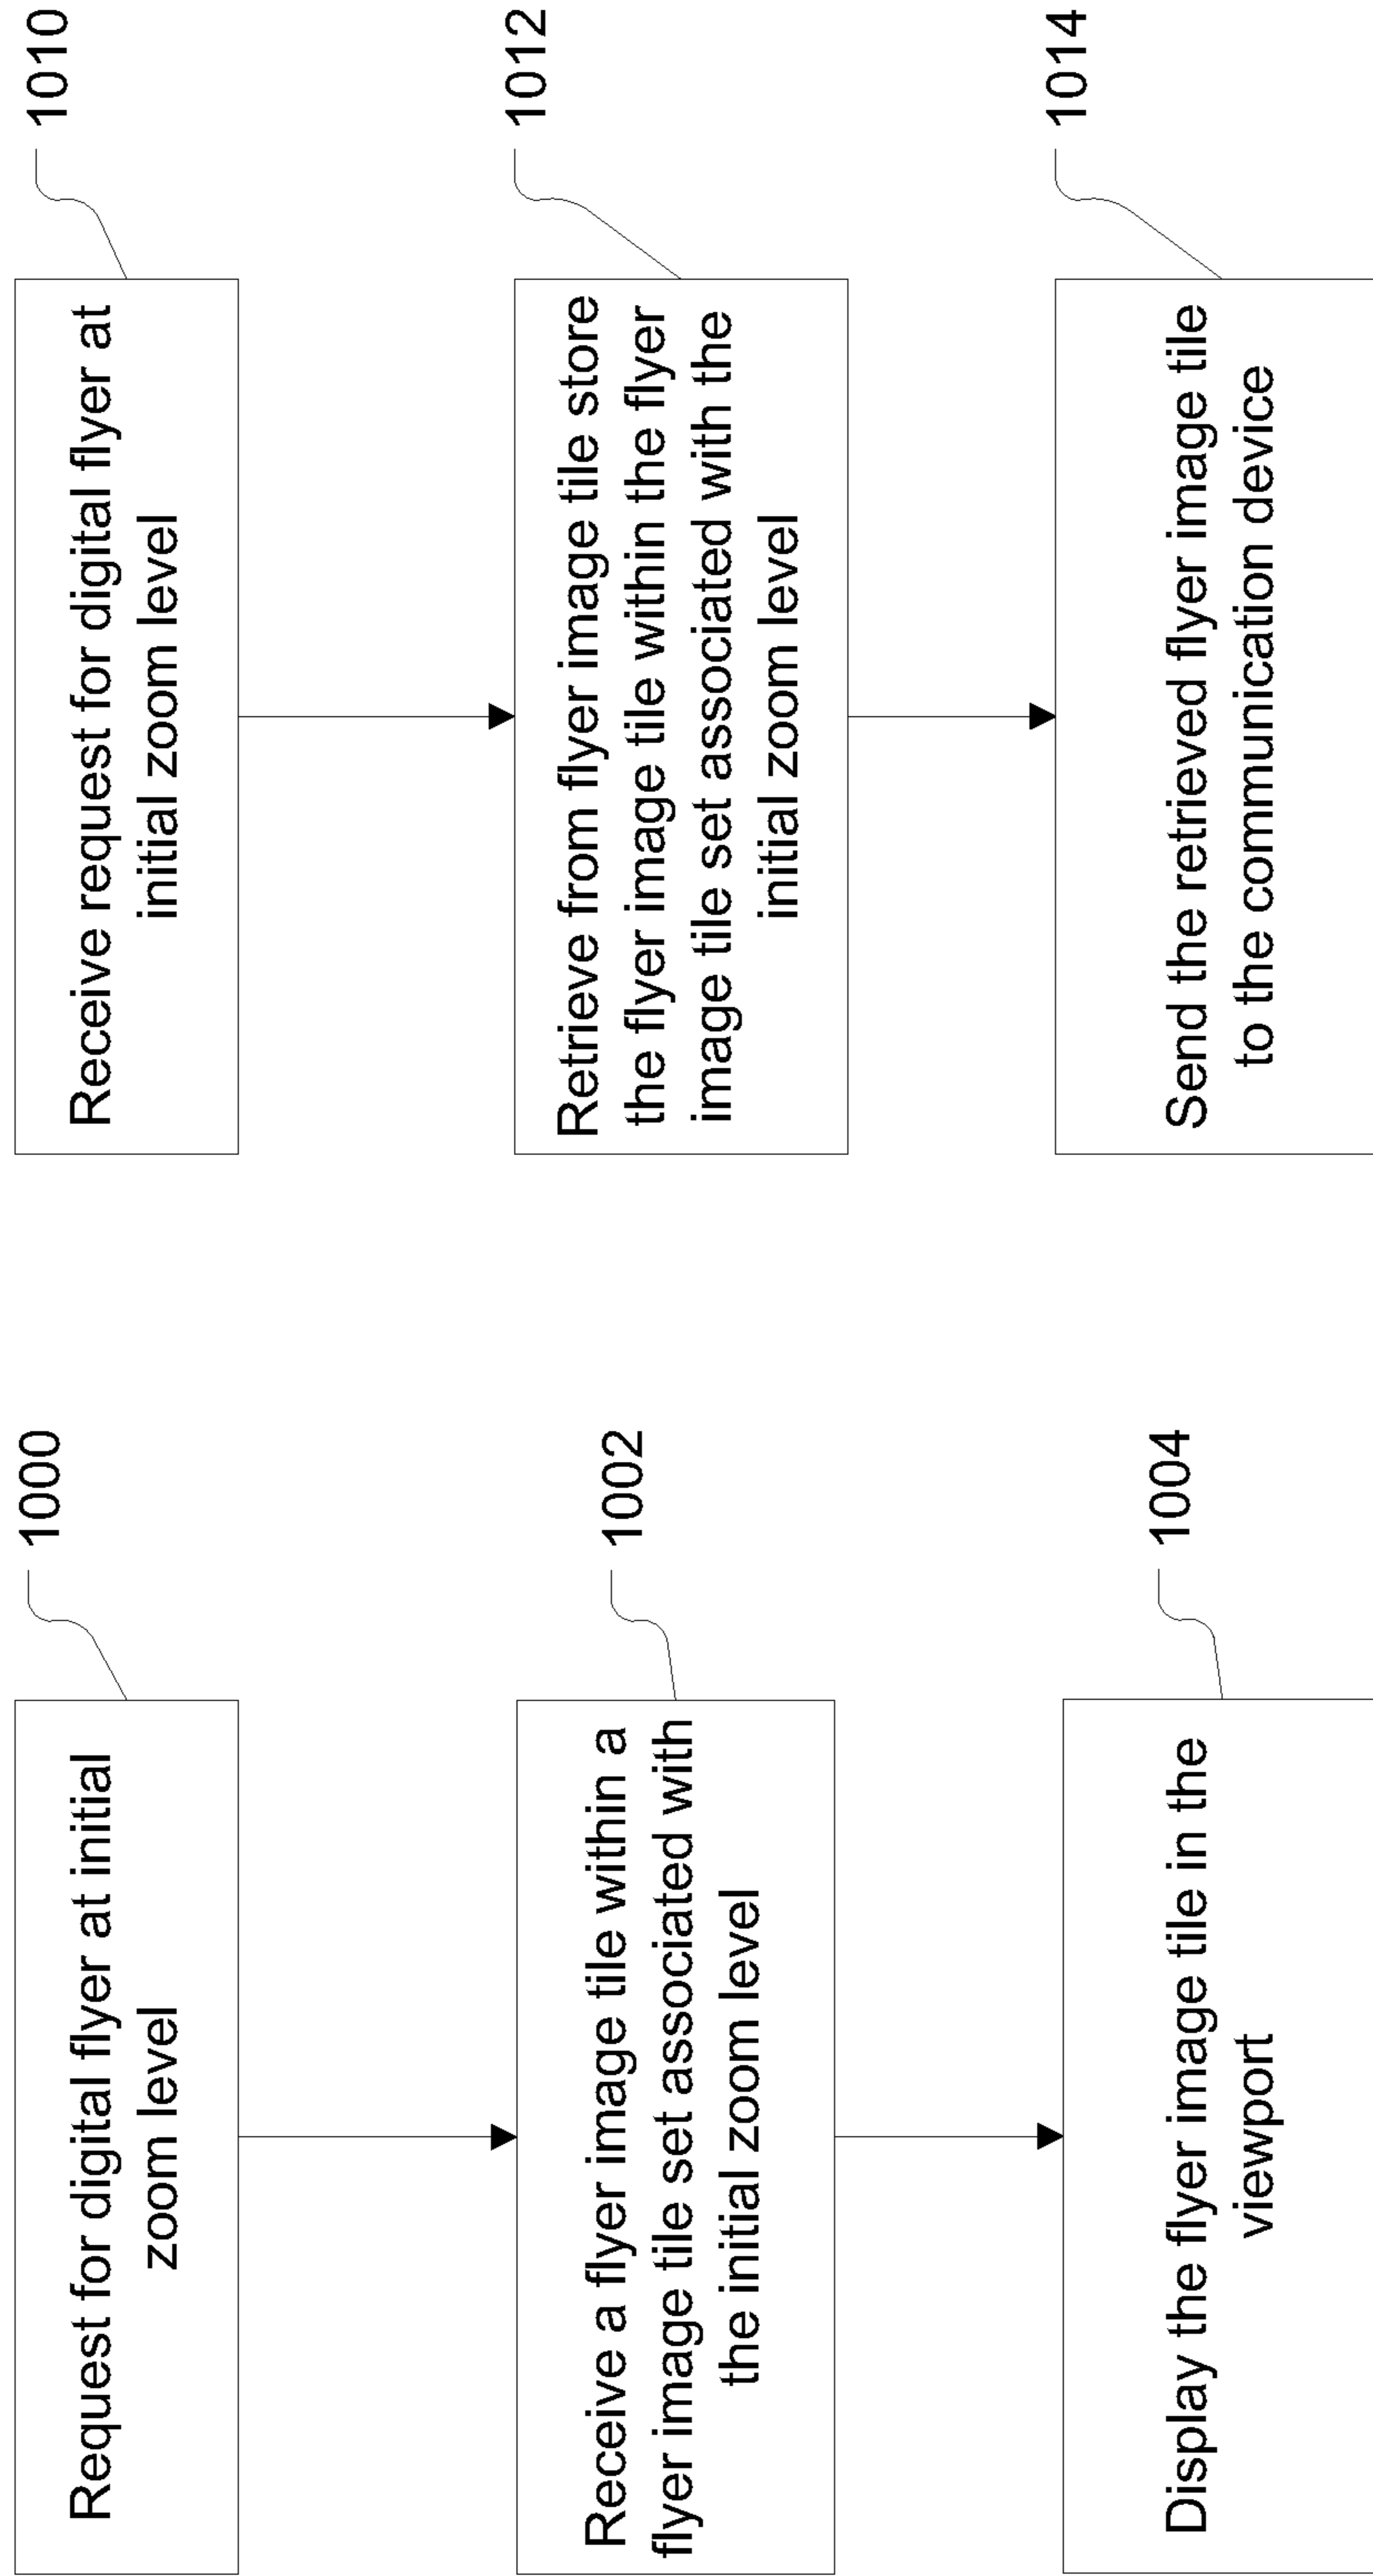 Request for digital flyer at initial
zoom level
1000
Receive a flyer image tile within a
flyer image tile set associated with
the initial zoom level
1002
Display the flyer image tile in the
viewport
1004
Receive request for digital flyer at
initial zoom level
1010
Retrieve from flyer image tile store
the flyer image tile within the flyer
image tile set associated with the
initial zoom level
1012
Send the retrieved flyer image tile
to the communication device
1014